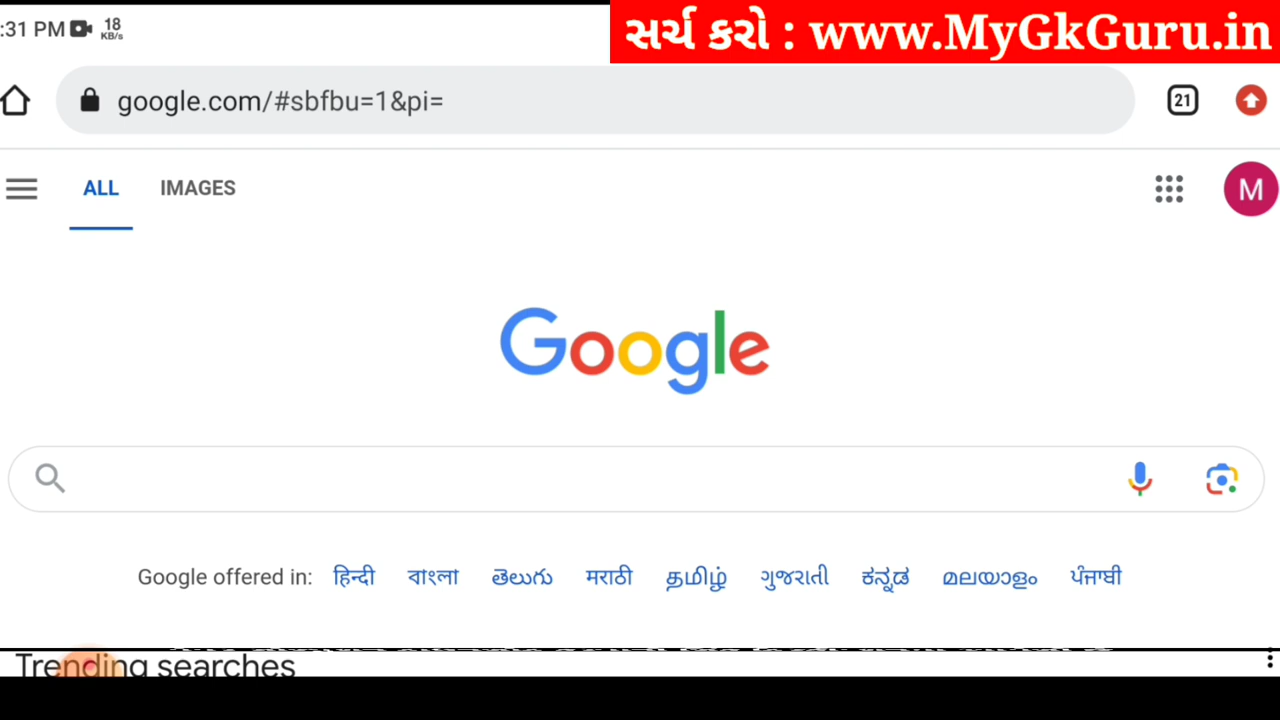 સર્ચ કરો : www.MyGkGuru.in
:31 PM 18 KB/s
google.com/#sbfbu=1&pi=
21
ALL IMAGES
M
Google
Google offered in: हिन्दी বাংলা తెలుగు मराठी தமிழ் ગુજરાતી ಕನ್ನಡ മലയാളം ਪੰਜਾਬੀ
Trending searches